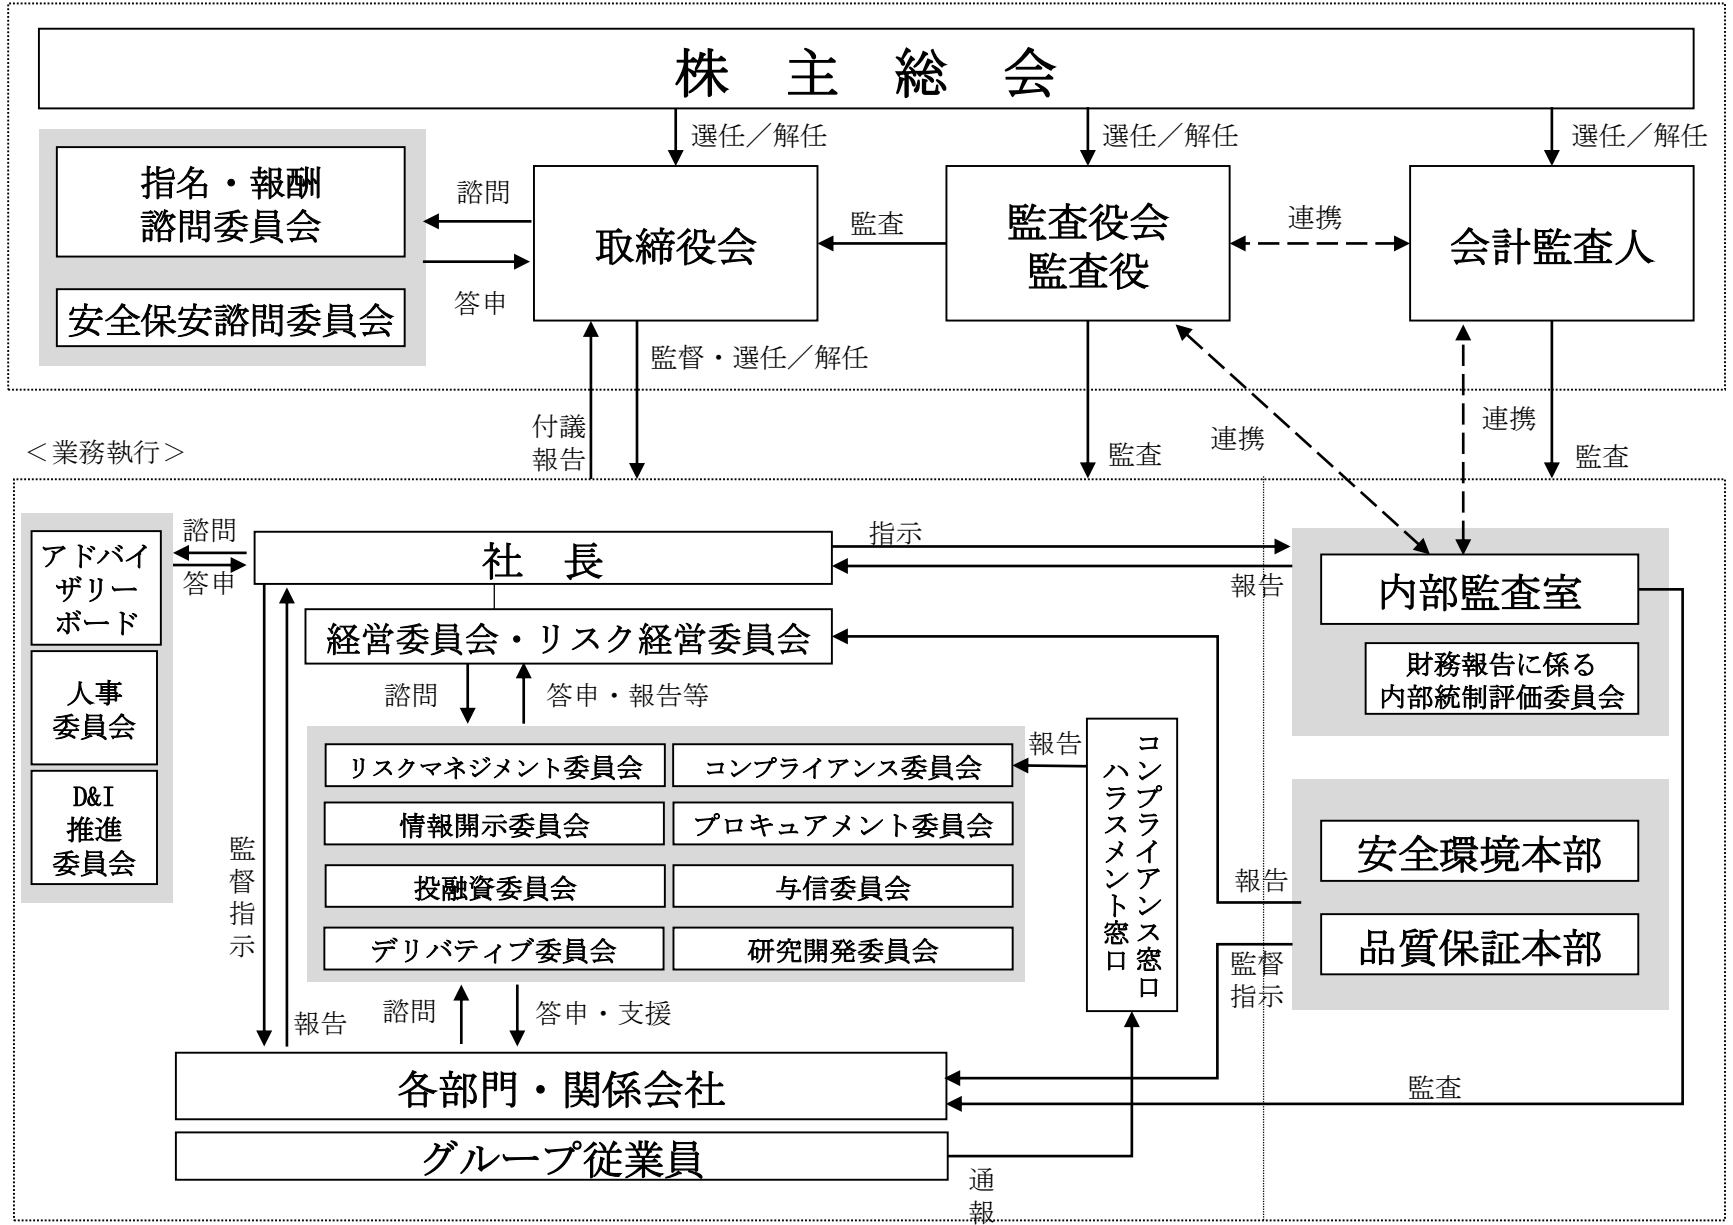 株　主　総　会
選任／解任
選任／解任
選任／解任
指名・報酬
諮問委員会
安全保安諮問委員会
諮問
答申
取締役会
監査
監査役会
監査役
連携
会計監査人
監督・選任／解任
付議
報告
監査
連携
連携
監査
＜業務執行＞
アドバイ
ザリー
ボード
人事
委員会
D&I
推進
委員会
諮問
答申
社　長
指示
報告
経営委員会・リスク経営委員会
諮問
答申・報告等
リスクマネジメント委員会
コンプライアンス委員会
情報開示委員会
プロキュアメント委員会
投融資委員会
与信委員会
デリバティブ委員会
研究開発委員会
報告
コンプライアンス窓口
ハラスメント窓口
内部監査室
財務報告に係る
内部統制評価委員会
安全環境本部
品質保証本部
報告
監督
指示
監督指示
報告
諮問
答申・支援
各部門・関係会社
監査
グループ従業員
通報